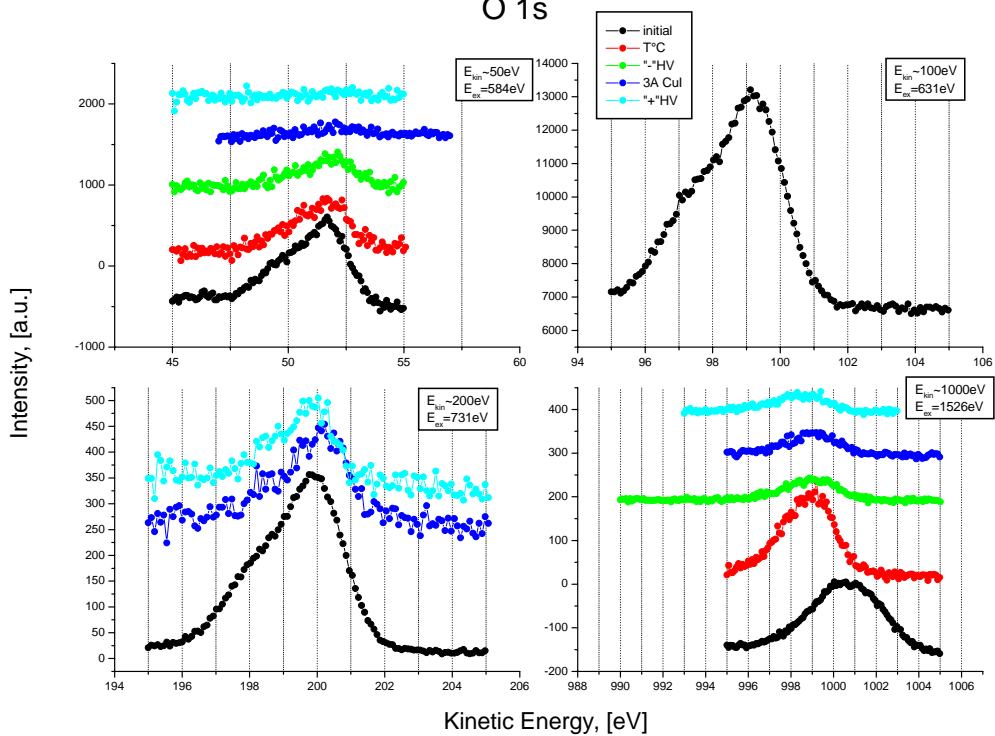 O 1s
initial
T°C
"-"HV
3A CuI
"+"HV
E_kin~50eV
E_ex=584eV
2000
1000
0
-1000
45 50 55 60
E_kin~100eV
E_ex=631eV
14000
13000
12000
11000
10000
9000
8000
7000
6000
94 96 98 100 102 104 106
Intensity, [a.u.]
E_kin~200eV
E_ex=731eV
500
450
400
350
300
250
200
150
100
50
0
194 196 198 200 202 204 206
E_kin~1000eV
E_ex=1526eV
400
300
200
100
0
-100
-200
988 990 992 994 996 998 1000 1002 1004 1006
Kinetic Energy, [eV]